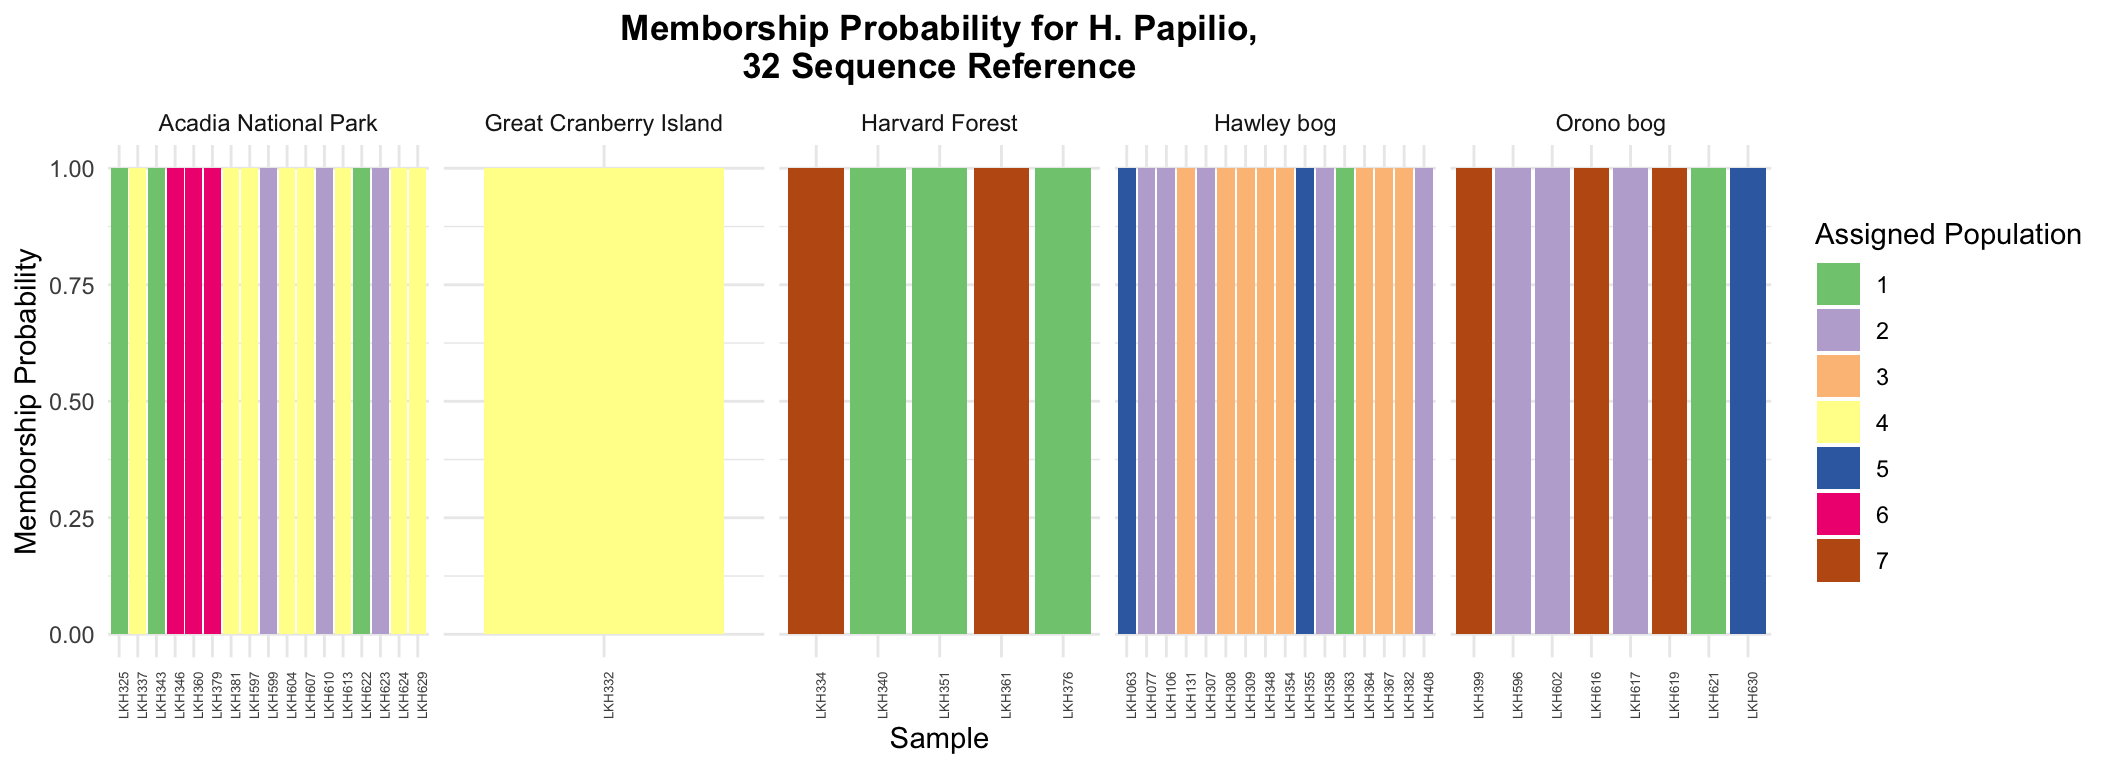 Memborship Probability for H. Papilio,
32 Sequence Reference
Acadia National Park
Great Cranberry Island
Harvard Forest
Hawley bog
Orono bog
Memborship Probability
1.00
0.75
0.50
0.25
0.00
LKH325
LKH337
LKH343
LKH346
LKH360
LKH379
LKH381
LKH597
LKH599
LKH604
LKH607
LKH610
LKH613
LKH622
LKH623
LKH624
LKH629
LKH332
LKH334
LKH340
LKH351
LKH361
LKH376
LKH063
LKH077
LKH106
LKH131
LKH307
LKH308
LKH309
LKH348
LKH354
LKH355
LKH358
LKH363
LKH364
LKH367
LKH382
LKH408
LKH399
LKH596
LKH602
LKH616
LKH617
LKH619
LKH621
LKH630
Sample
Assigned Population
1
2
3
4
5
6
7